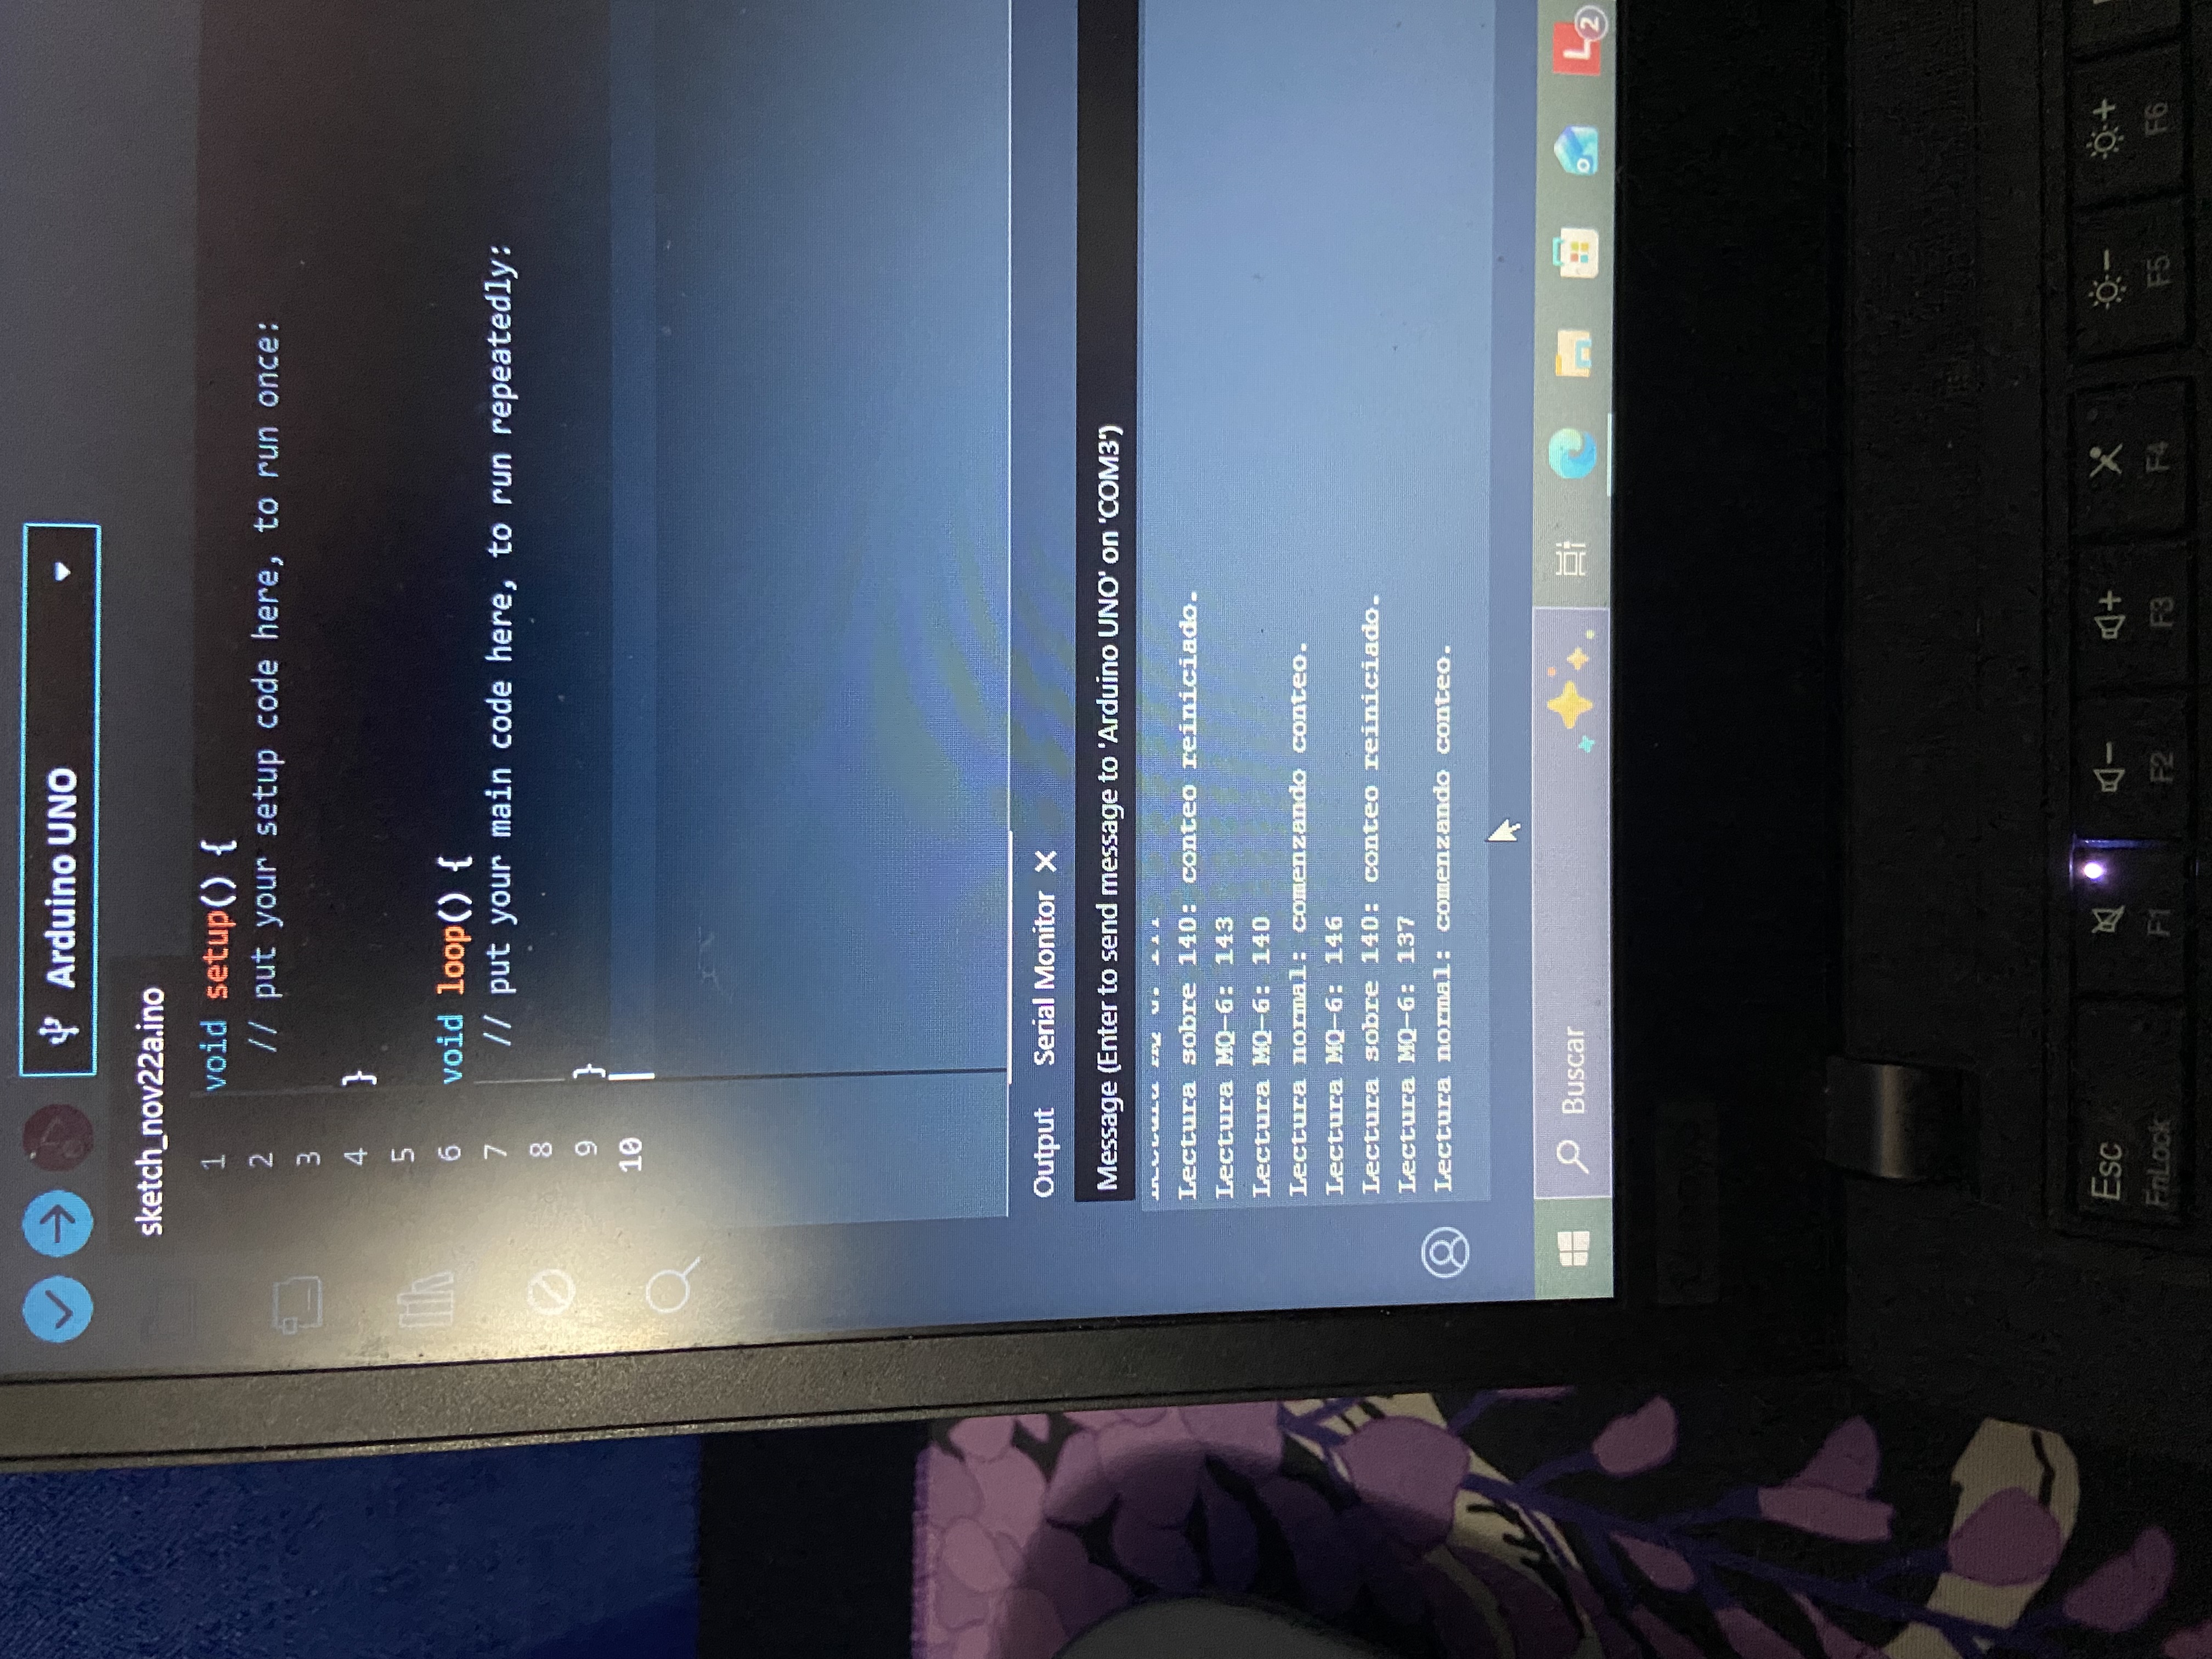 Arduino UNO
sketch_nov22a.ino
1 void setup() {
2 // put your setup code here, to run once:
3
4 }
5
6 void loop() {
7 // put your main code here, to run repeatedly:
8
9 }
10
Output Serial Monitor
Message (Enter to send message to 'Arduino UNO' on 'COM3')
Lectura sobre 140: conteo reiniciado.
Lectura MQ-6: 143
Lectura MQ-6: 140
Lectura normal: comenzando conteo.
Lectura MQ-6: 146
Lectura sobre 140: conteo reiniciado.
Lectura MQ-6: 137
Lectura normal: comenzando conteo.
Buscar
L 2
Esc
FnLock F1 F2 F3 F4 F5 F6